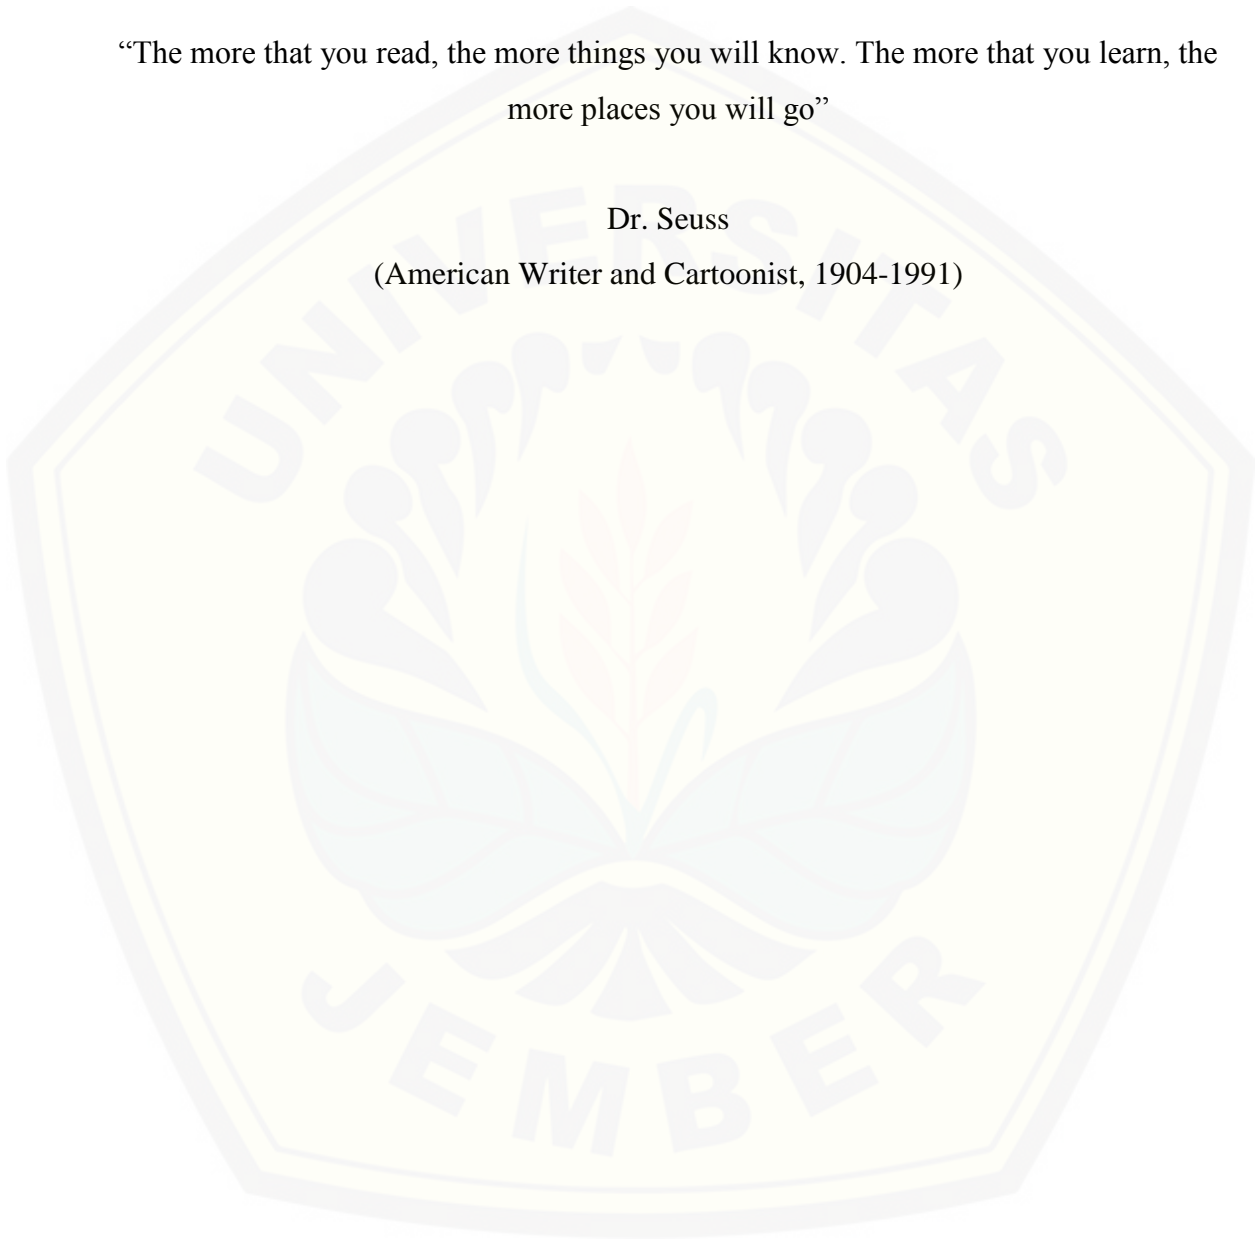 “The more that you read, the more things you will know. The more that you learn, the
more places you will go”
Dr. Seuss
(American Writer and Cartoonist, 1904-1991)
UNIVERSITAS
JEMBER